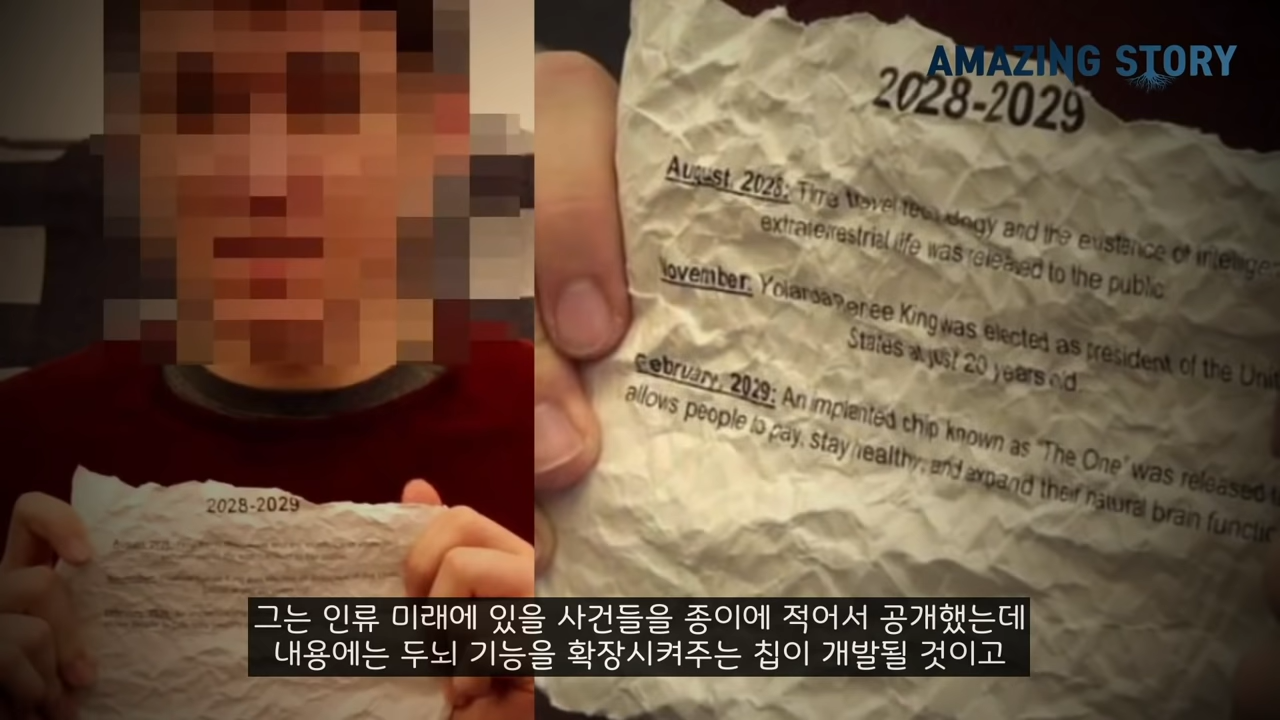 AMAZING STORY
2028-2029
August, 2028: Time travel technology and the existence of
extraterrestrial life was released to the public
November: King was elected as president of the
States at just 20 years old.
February, 2029: An implanted chip known as "The One" was released
allows people to pay, stay healthy, and expand their natural brain
2028-2029
그는 인류 미래에 있을 사건들을 종이에 적어서 공개했는데
내용에는 두뇌 기능을 확장시켜주는 칩이 개발될 것이고